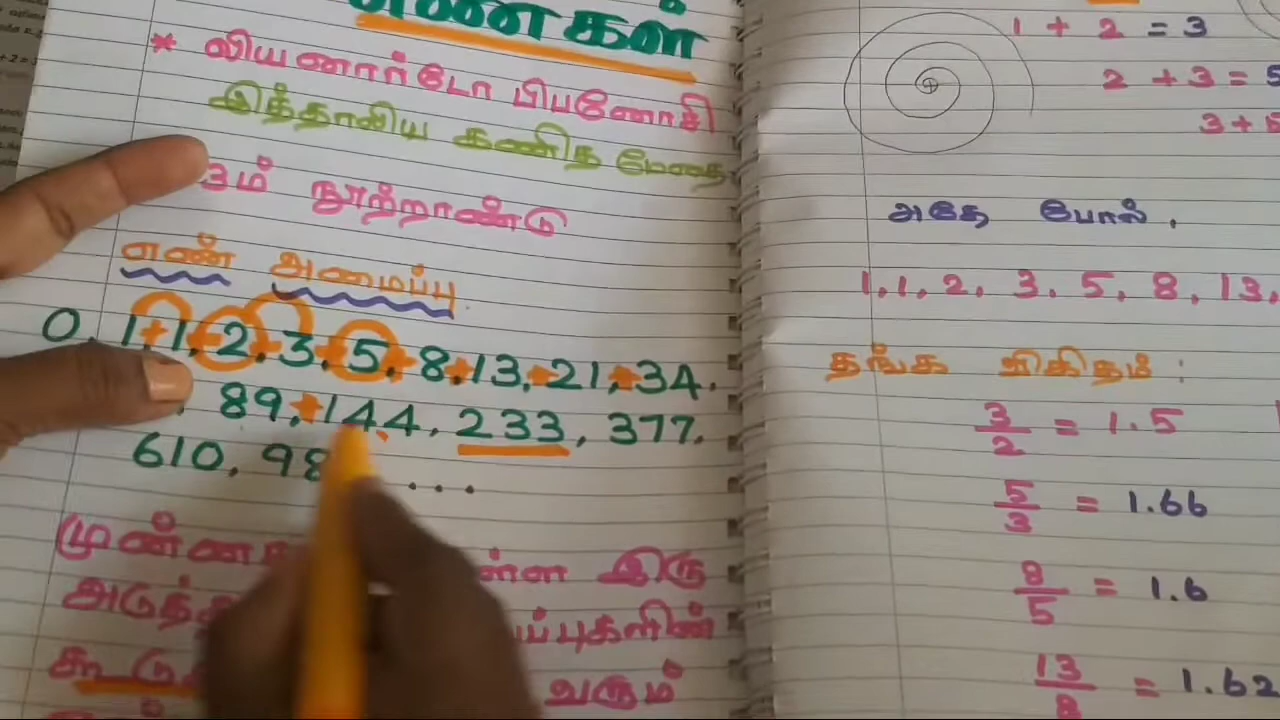 எண்கள்
* லியனார்டோ பிபனோசி
இத்தாலிய கணித மேதை
3ம் நூற்றாண்டு
எண் அமைப்பு
0, 1, 1, 2, 3, 5, 8, 13, 21, 34,
89, 144, 233, 377,
610, 98 ....
இரு
வரும்
1 + 2 = 3
2 + 3 = 5
3 +
அதே போல்.
1, 1, 2, 3, 5, 8, 13,
தங்க விகிதம் :
3/2 = 1.5
5/3 = 1.66
8/5 = 1.6
13/8 = 1.62